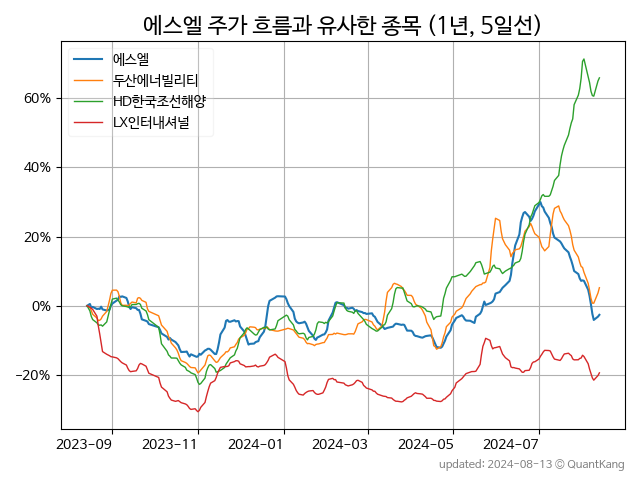 에스엘 주가 흐름과 유사한 종목 (1년, 5일선)
에스엘
두산에너빌리티
HD한국조선해양
LX인터내셔널
60%
40%
20%
0%
−20%
2023-09 2023-11 2024-01 2024-03 2024-05 2024-07
updated: 2024-08-13 © QuantKang